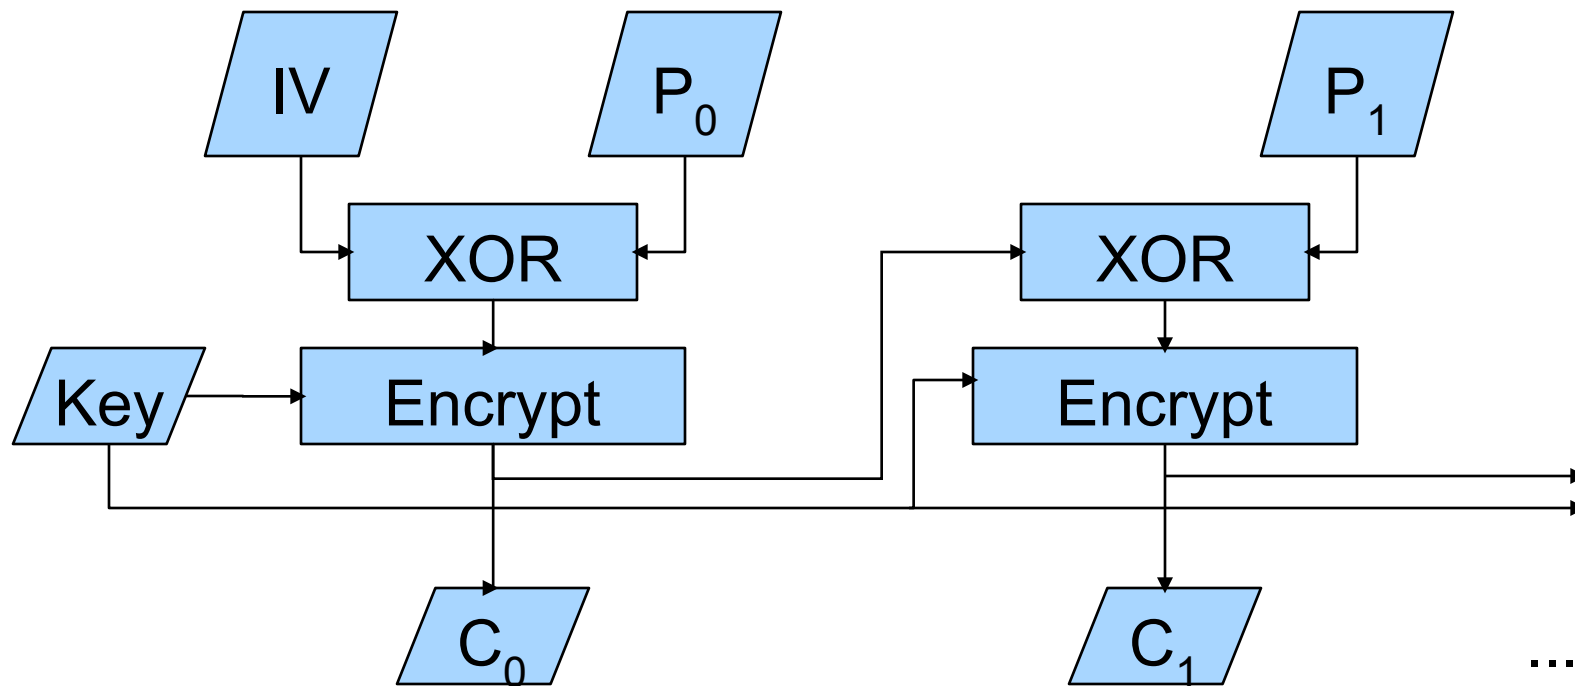 IV
P₀
P₁
XOR
XOR
Key
Encrypt
Encrypt
C₀
C₁
...